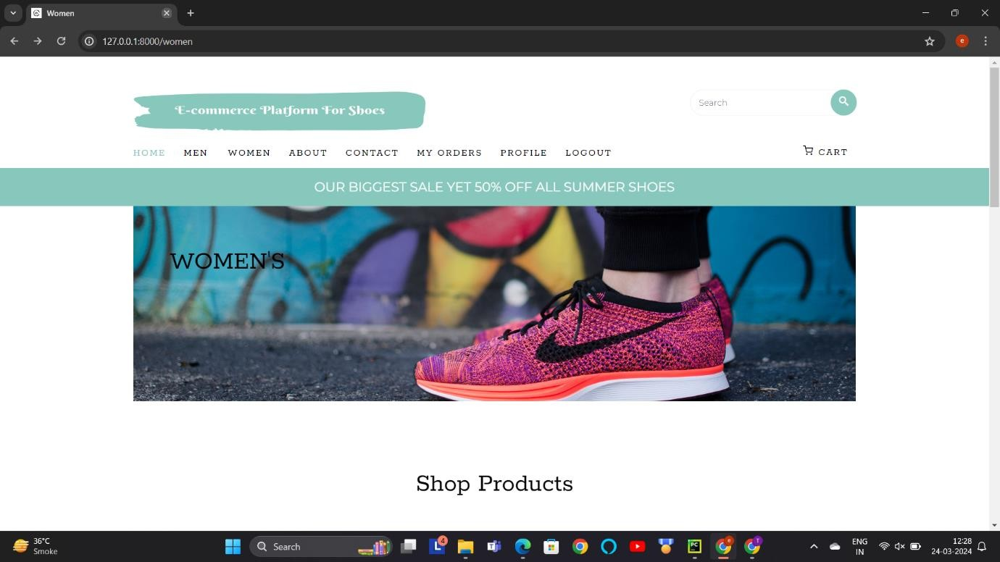 Women
127.0.0.1:8000/women
E-commerce Platform For Shoes
Search
HOME MEN WOMEN ABOUT CONTACT MY ORDERS PROFILE LOGOUT CART
OUR BIGGEST SALE YET 50% OFF ALL SUMMER SHOES
WOMEN'S
Shop Products
36°C
Smoke
Search
4
ENG
IN
12:28
24-03-2024